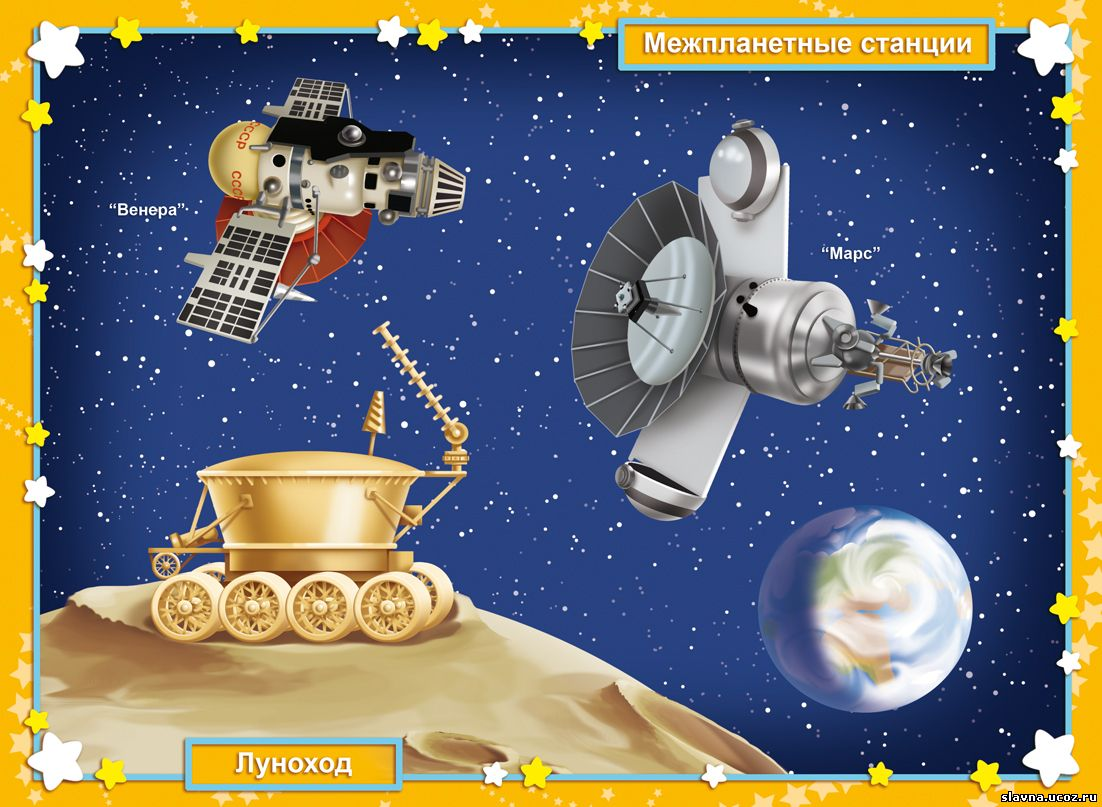 Межпланетные станции
СССР
СССР
“Венера”
“Марс”
Луноход
slavna.ucoz.ru